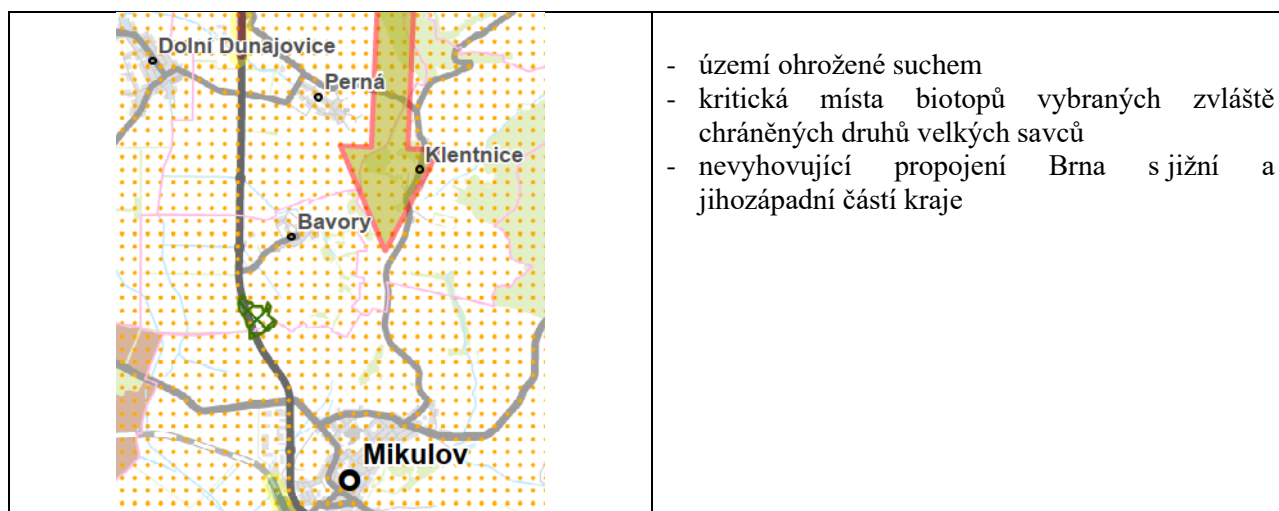 Dolní Dunajovice
Perná
Klentnice
Bavory
Mikulov
- území ohrožené suchem
- kritická místa biotopů vybraných zvláště
chráněných druhů velkých savců
- nevyhovující propojení Brna s jižní a
jihozápadní částí kraje